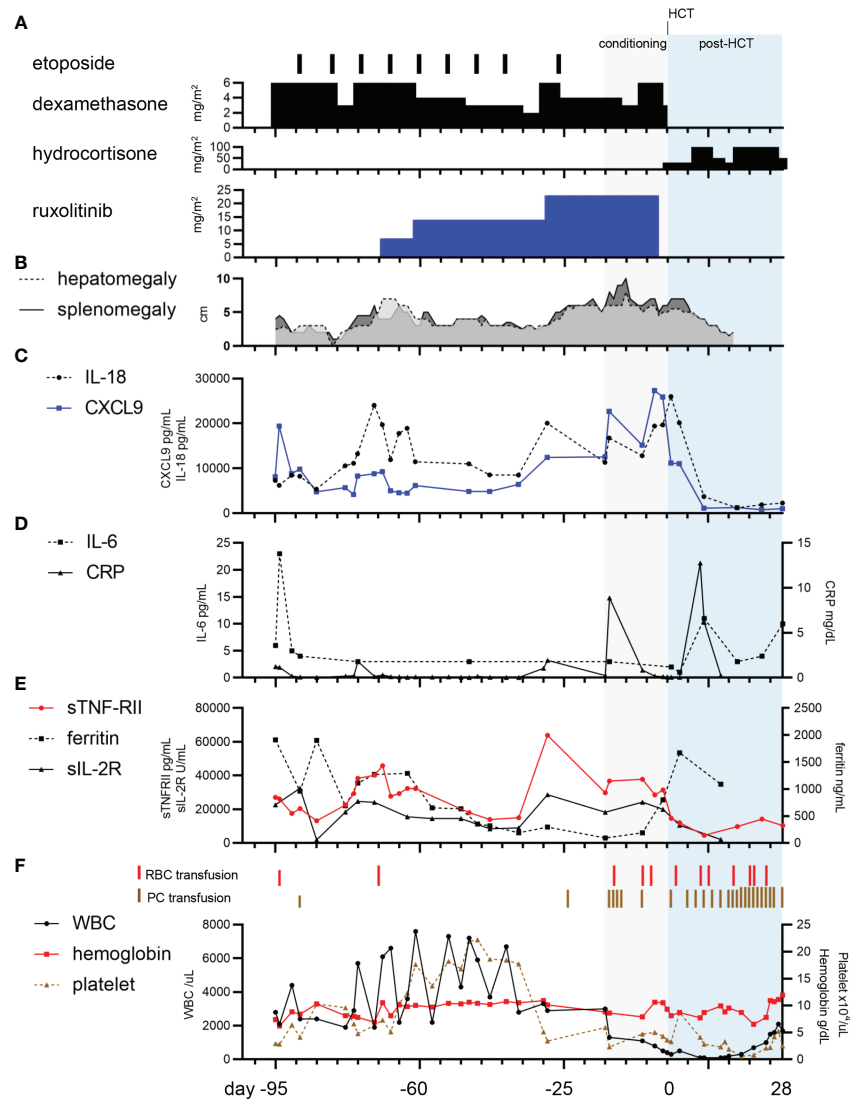 A
HCT
conditioning
post-HCT
etoposide
dexamethasone
mg/m²
6
4
2
0
hydrocortisone
mg/m²
100
50
0
ruxolitinib
mg/m²
25
20
15
10
5
0
B
hepatomegaly
splenomegaly
cm
10
5
0
C
IL-18
CXCL9
CXCL9 pg/mL
IL-18 pg/mL
30000
20000
10000
0
D
IL-6
CRP
IL-6 pg/mL
25
20
15
10
5
0
15
10
5
0
CRP mg/dL
E
sTNF-RII
ferritin
sIL-2R
sTNFRII pg/mL
sIL-2R U/mL
80000
60000
40000
20000
0
2500
2000
1500
1000
500
0
ferritin ng/mL
F
RBC transfusion
PC transfusion
WBC
hemoglobin
platelet
WBC /uL
8000
6000
4000
2000
0
25
20
15
10
5
0
Platelet x10⁴/uL
Hemoglobin g/dL
day -95 -60 -25 0 28